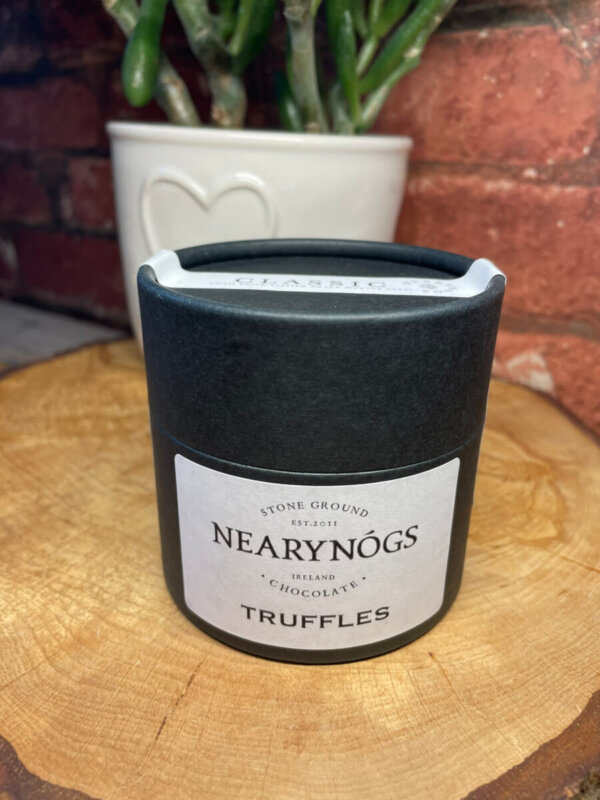 CLASSIC
STONE GROUND
EST.2011
NEARYNÓGS
IRELAND
• CHOCOLATE •
TRUFFLES